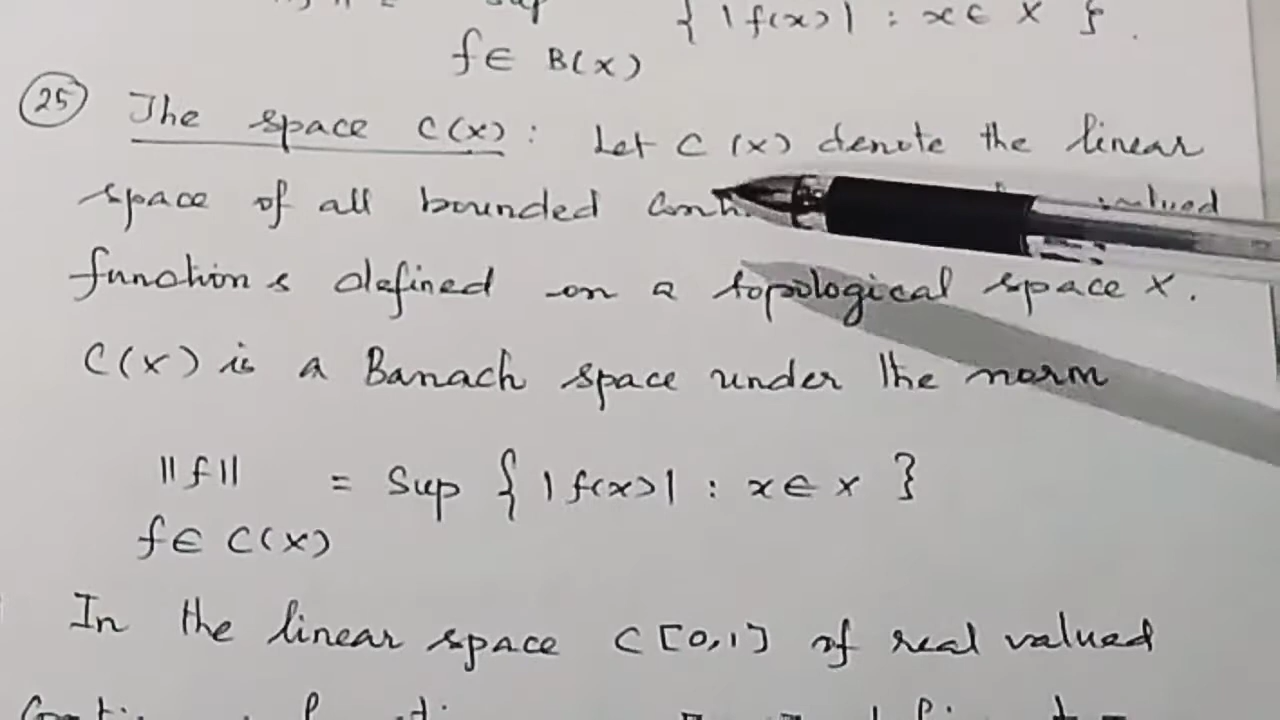 sup { |f(x)| : x ∈ X }.
f ∈ B(X)
(25) The space C(X): Let C(X) denote the linear
space of all bounded
functions defined on a topological space X.
C(X) is a Banach space under the norm
||f|| = Sup { |f(x)| : x ∈ X }
f ∈ C(X)
In the linear space C[0,1] of real valued